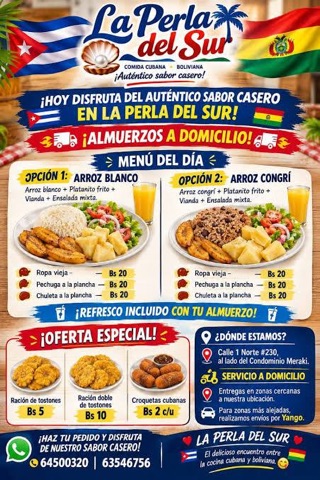 La Perla
del Sur
COMIDA CUBANA BOLIVIANA
¡Auténtico sabor casero!
¡HOY DISFRUTA DEL AUTÉNTICO SABOR CASERO
EN LA PERLA DEL SUR!
¡ALMUERZOS A DOMICILIO!
MENÚ DEL DÍA
OPCIÓN 1: ARROZ BLANCO
Arroz blanco + Platanito frito +
Vianda + Ensalada mixta.
Ropa vieja - Bs 20
Pechuga a la plancha - Bs 20
Chuleta a la plancha - Bs 20
OPCIÓN 2: ARROZ CONGRÍ
Arroz congrí + Platanito frito +
Vianda + Ensalada mixta.
Ropa vieja - Bs 20
Pechuga a la plancha - Bs 20
Chuleta a la plancha - Bs 20
¡REFRESCO INCLUIDO CON TU ALMUERZO!
¡OFERTA ESPECIAL!
Ración de tostones
Bs 5
Ración doble
de tostones
Bs 10
Croquetas cubanas
Bs 2 c/u
¿DÓNDE ESTAMOS?
Calle 1 Norte #230,
al lado del Condominio Meraki.
SERVICIO A DOMICILIO
Entregas en zonas cercanas
a nuestra ubicación.
Para zonas más alejadas,
realizamos envíos por Yango.
¡HAZ TU PEDIDO Y DISFRUTA
DE NUESTRO SABOR CASERO!
64500320 | 63546756
LA PERLA DEL SUR
El delicioso encuentro entre
la cocina cubana y boliviana.